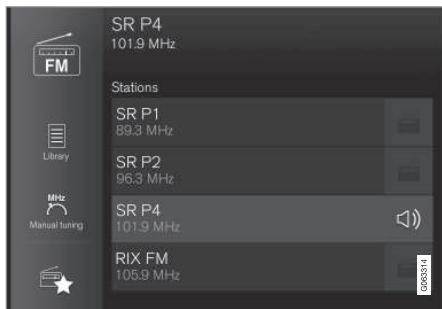 FM
Library
MHz
Manual tuning
SR P4
101.9 MHz
Stations
SR P1
89.3 MHz
SR P2
96.3 MHz
SR P4
101.9 MHz
RIX FM
105.9 MHz
G063314